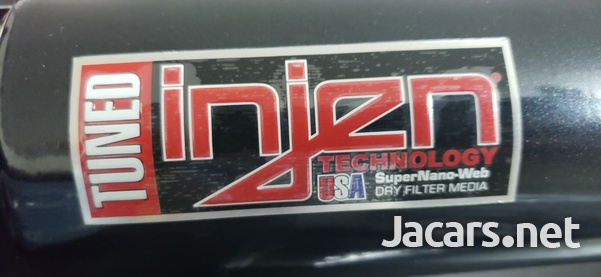 TUNED
injen
TECHNOLOGY
USA
SuperNano-Web
DRY FILTER MEDIA
Jacars.net